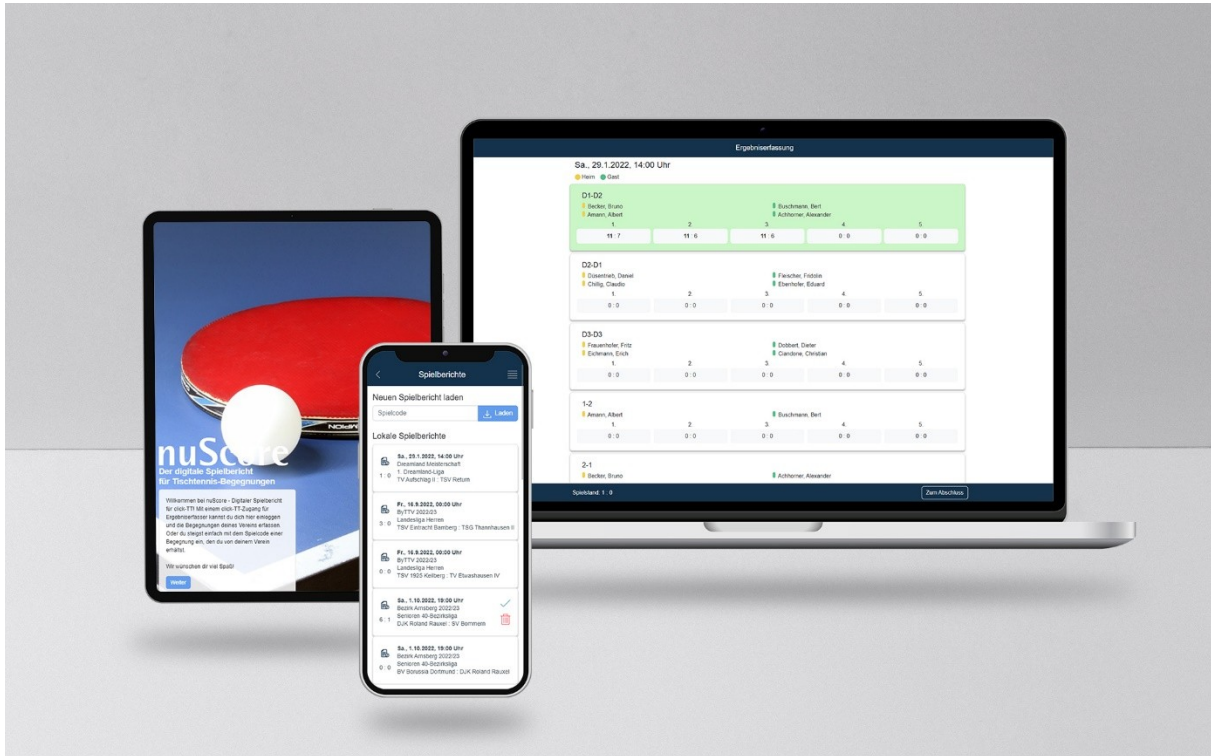 nuScore
Der digitale Spielbericht
für Tischtennis-Begegnungen
Willkommen bei nuScore - Digitaler Spielbericht
für click-TT! Mit einem click-TT-Zugang für
Ergebniserfasser kannst du dich hier einloggen
und die Begegnungen deines Vereins erfassen.
Oder du steigst einfach mit dem Spielcode einer
Begegnung ein, den du von deinem Verein
erhältst.
Wir wünschen dir viel Spaß!
Weiter
Spielberichte
Neuen Spielbericht laden
Spielcode
Laden
Lokale Spielberichte
Sa., 29.1.2022, 14:00 Uhr
Dreamland Meisterschaft
1. Dreamland-Liga
1 : 0 TV Aufschlag II : TSV Return
Fr., 16.9.2022, 00:00 Uhr
ByTTV 2022/23
Landesliga Herren
3 : 0 TSV Eintracht Bamberg : TSG Thannhausen II
Fr., 16.9.2022, 00:00 Uhr
ByTTV 2022/23
Landesliga Herren
0 : 0 TSV 1925 Keilberg : TV Etwashausen IV
Sa., 1.10.2022, 19:00 Uhr
Bezirk Arnsberg 2022/23
Senioren 40-Bezirksliga
6 : 1 DJK Roland Rauxel : SV Bommern
Sa., 1.10.2022, 19:00 Uhr
Bezirk Arnsberg 2022/23
Senioren 40-Bezirksliga
0 : 0 BV Borussia Dortmund : DJK Roland Rauxel
Ergebniserfassung
Sa., 29.1.2022, 14:00 Uhr
Heim Gast
D1-D2
Becker, Bruno Buschmann, Bert
Amann, Albert Achhorner, Alexander
1. 2. 3. 4. 5.
11 : 7 11 : 6 11 : 6 0 : 0 0 : 0
D2-D1
Düsentrieb, Daniel Fleischer, Fridolin
Chillig, Claudio Ebenhofer, Eduard
1. 2. 3. 4. 5.
0 : 0 0 : 0 0 : 0 0 : 0 0 : 0
D3-D3
Frauenhofer, Fritz Dobbert, Dieter
Eichmann, Erich Ciandone, Christian
1. 2. 3. 4. 5.
0 : 0 0 : 0 0 : 0 0 : 0 0 : 0
1-2
Amann, Albert Buschmann, Bert
1. 2. 3. 4. 5.
0 : 0 0 : 0 0 : 0 0 : 0 0 : 0
2-1
Becker, Bruno Achhorner, Alexander
Spielstand: 1 : 0 Zum Abschluss